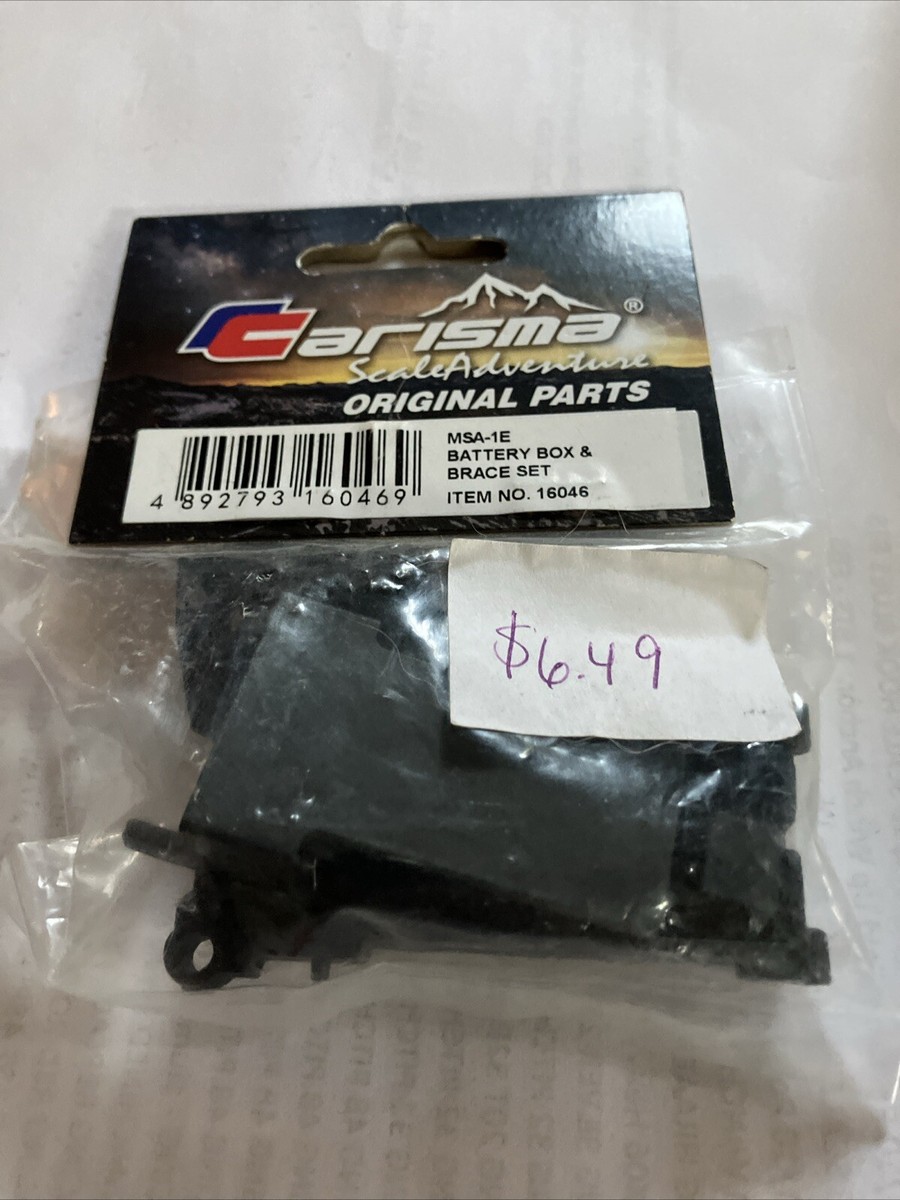 Carisma®
ScaleAdventure
ORIGINAL PARTS
MSA-1E
BATTERY BOX &
BRACE SET
ITEM NO. 16046
4 892793 160469
$6.49